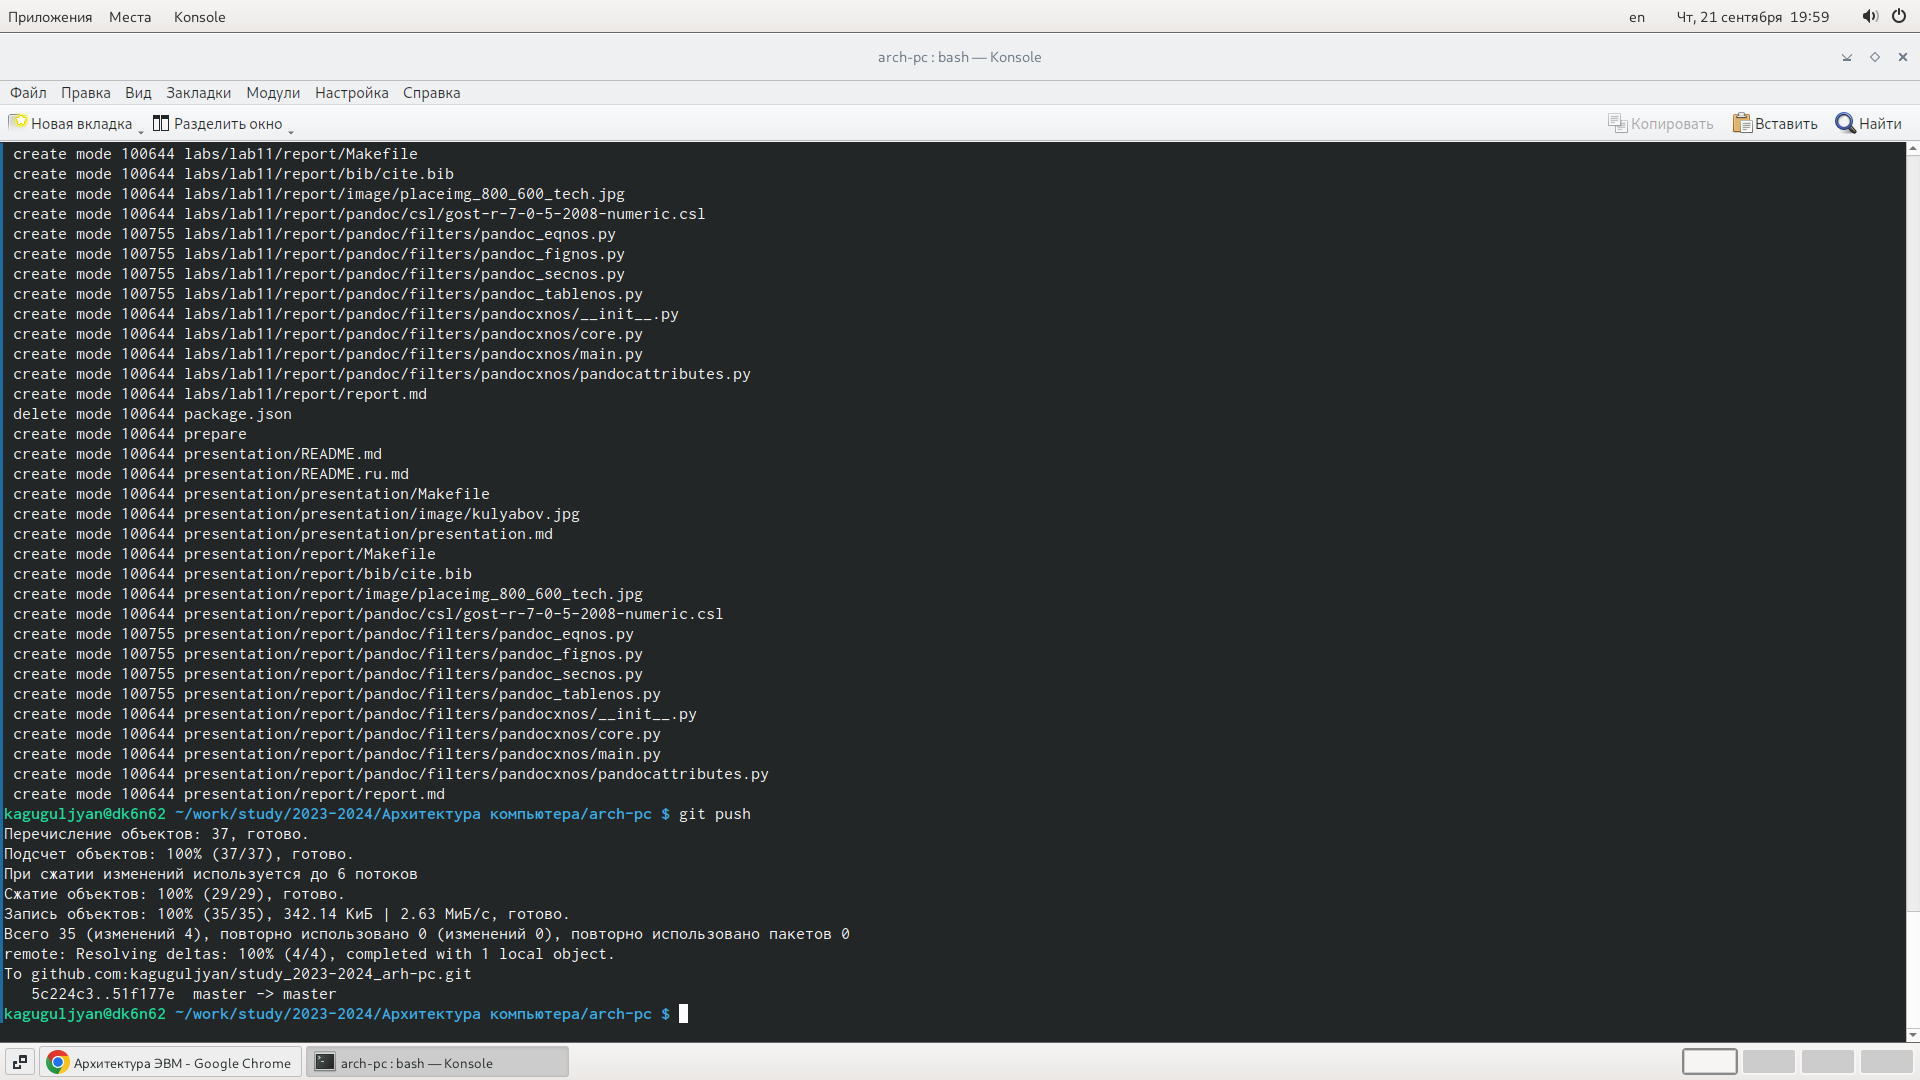 Приложения Места Konsole en Чт, 21 сентября 19:59
arch-pc : bash — Konsole
Файл Правка Вид Закладки Модули Настройка Справка
Новая вкладка Разделить окно Копировать Вставить Найти
create mode 100644 labs/lab11/report/Makefile
create mode 100644 labs/lab11/report/bib/cite.bib
create mode 100644 labs/lab11/report/image/placeimg_800_600_tech.jpg
create mode 100644 labs/lab11/report/pandoc/csl/gost-r-7-0-5-2008-numeric.csl
create mode 100755 labs/lab11/report/pandoc/filters/pandoc_eqnos.py
create mode 100755 labs/lab11/report/pandoc/filters/pandoc_fignos.py
create mode 100755 labs/lab11/report/pandoc/filters/pandoc_secnos.py
create mode 100755 labs/lab11/report/pandoc/filters/pandoc_tablenos.py
create mode 100644 labs/lab11/report/pandoc/filters/pandocxnos/__init__.py
create mode 100644 labs/lab11/report/pandoc/filters/pandocxnos/core.py
create mode 100644 labs/lab11/report/pandoc/filters/pandocxnos/main.py
create mode 100644 labs/lab11/report/pandoc/filters/pandocxnos/pandocattributes.py
create mode 100644 labs/lab11/report/report.md
delete mode 100644 package.json
create mode 100644 prepare
create mode 100644 presentation/README.md
create mode 100644 presentation/README.ru.md
create mode 100644 presentation/presentation/Makefile
create mode 100644 presentation/presentation/image/kulyabov.jpg
create mode 100644 presentation/presentation/presentation.md
create mode 100644 presentation/report/Makefile
create mode 100644 presentation/report/bib/cite.bib
create mode 100644 presentation/report/image/placeimg_800_600_tech.jpg
create mode 100644 presentation/report/pandoc/csl/gost-r-7-0-5-2008-numeric.csl
create mode 100755 presentation/report/pandoc/filters/pandoc_eqnos.py
create mode 100755 presentation/report/pandoc/filters/pandoc_fignos.py
create mode 100755 presentation/report/pandoc/filters/pandoc_secnos.py
create mode 100755 presentation/report/pandoc/filters/pandoc_tablenos.py
create mode 100644 presentation/report/pandoc/filters/pandocxnos/__init__.py
create mode 100644 presentation/report/pandoc/filters/pandocxnos/core.py
create mode 100644 presentation/report/pandoc/filters/pandocxnos/main.py
create mode 100644 presentation/report/pandoc/filters/pandocxnos/pandocattributes.py
create mode 100644 presentation/report/report.md
kaguguljyan@dk6n62 ~/work/study/2023-2024/Архитектура компьютера/arch-pc $ git push
Перечисление объектов: 37, готово.
Подсчет объектов: 100% (37/37), готово.
При сжатии изменений используется до 6 потоков
Сжатие объектов: 100% (29/29), готово.
Запись объектов: 100% (35/35), 342.14 КиБ | 2.63 МиБ/с, готово.
Всего 35 (изменений 4), повторно использовано 0 (изменений 0), повторно использовано пакетов 0
remote: Resolving deltas: 100% (4/4), completed with 1 local object.
To github.com:kaguguljyan/study_2023-2024_arh-pc.git
5c224c3..51f177e master -> master
kaguguljyan@dk6n62 ~/work/study/2023-2024/Архитектура компьютера/arch-pc $
Архитектура ЭВМ - Google Chrome arch-pc : bash — Konsole